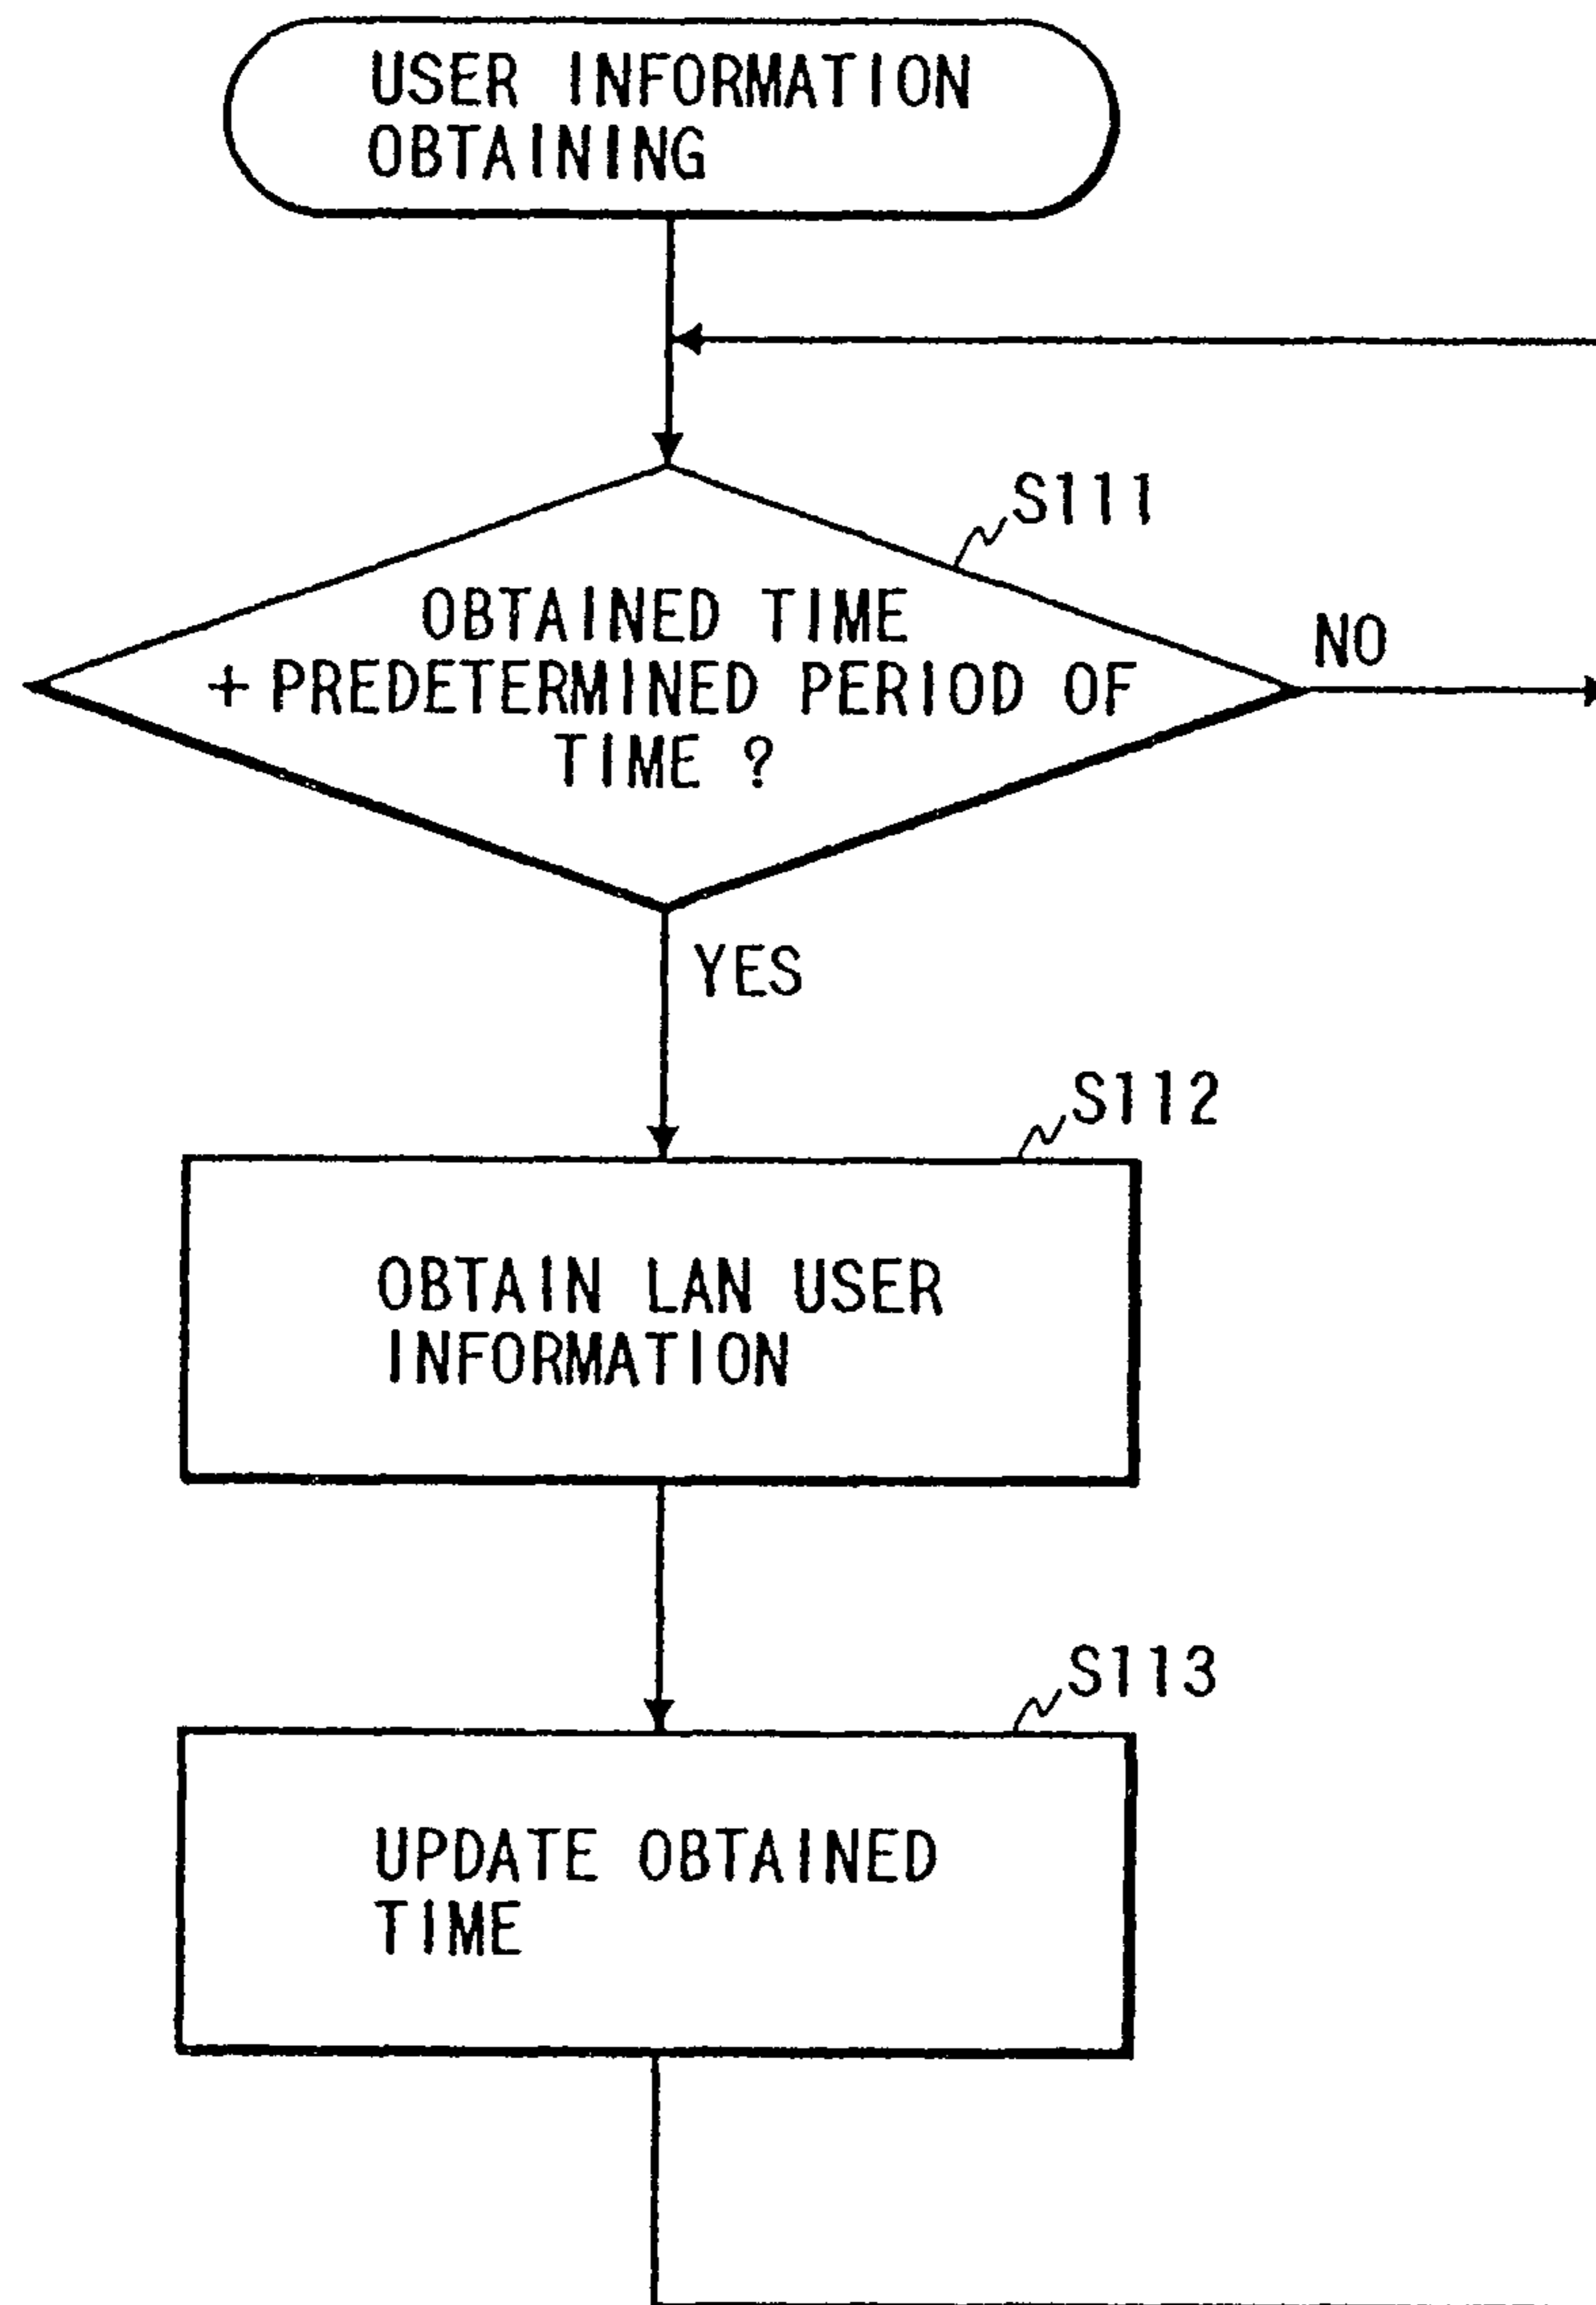 USER INFORMATION
OBTAINING
S111
OBTAINED TIME
+ PREDETERMINED PERIOD OF
TIME ?
NO
YES
S112
OBTAIN LAN USER
INFORMATION
S113
UPDATE OBTAINED
TIME